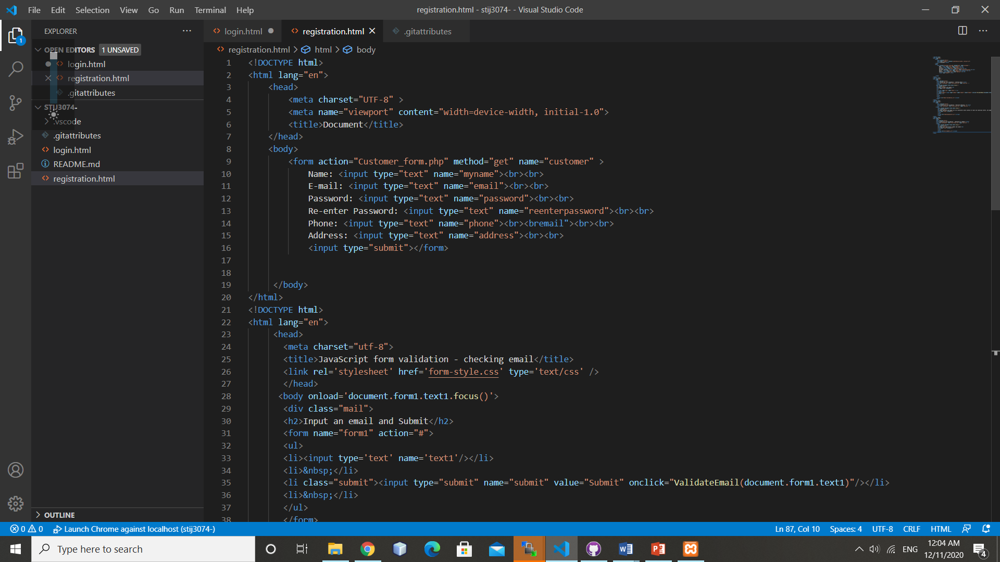 File Edit Selection View Go Run Terminal Help
registration.html - stij3074- - Visual Studio Code
EXPLORER
1
OPEN EDITORS 1 UNSAVED
login.html
registration.html
.gitattributes
STIJ3074-
.vscode
.gitattributes
login.html
README.md
registration.html
OUTLINE
login.html registration.html .gitattributes
registration.html > html > body
1 <!DOCTYPE html>
2 <html lang="en">
3 <head>
4 <meta charset="UTF-8" >
5 <meta name="viewport" content="width=device-width, initial-1.0">
6 <title>Document</title>
7 </head>
8 <body>
9 <form action="Customer_form.php" method="get" name="customer" >
10 Name: <input type="text" name="myname"><br><br>
11 E-mail: <input type="text" name="email"><br><br>
12 Password: <input type="text" name="password"><br><br>
13 Re-enter Password: <input type="text" name="reenterpassword"><br><br>
14 Phone: <input type="text" name="phone"><br><bremail"><br><br>
15 Address: <input type="text" name="address"><br><br>
16 <input type="submit"></form>
17
18
19 </body>
20 </html>
21 <!DOCTYPE html>
22 <html lang="en">
23 <head>
24 <meta charset="utf-8">
25 <title>JavaScript form validation - checking email</title>
26 <link rel='stylesheet' href='form-style.css' type='text/css' />
27 </head>
28 <body onload='document.form1.text1.focus()'>
29 <div class="mail">
30 <h2>Input an email and Submit</h2>
31 <form name="form1" action="#">
32 <ul>
33 <li><input type='text' name='text1'/></li>
34 <li>&nbsp;</li>
35 <li class="submit"><input type="submit" name="submit" value="Submit" onclick="ValidateEmail(document.form1.text1)"/></li>
36 <li>&nbsp;</li>
37 </ul>
38 </form>
0 0 Launch Chrome against localhost (stij3074-)
Ln 87, Col 10 Spaces: 4 UTF-8 CRLF HTML
Type here to search
ENG
12:04 AM
12/11/2020
4